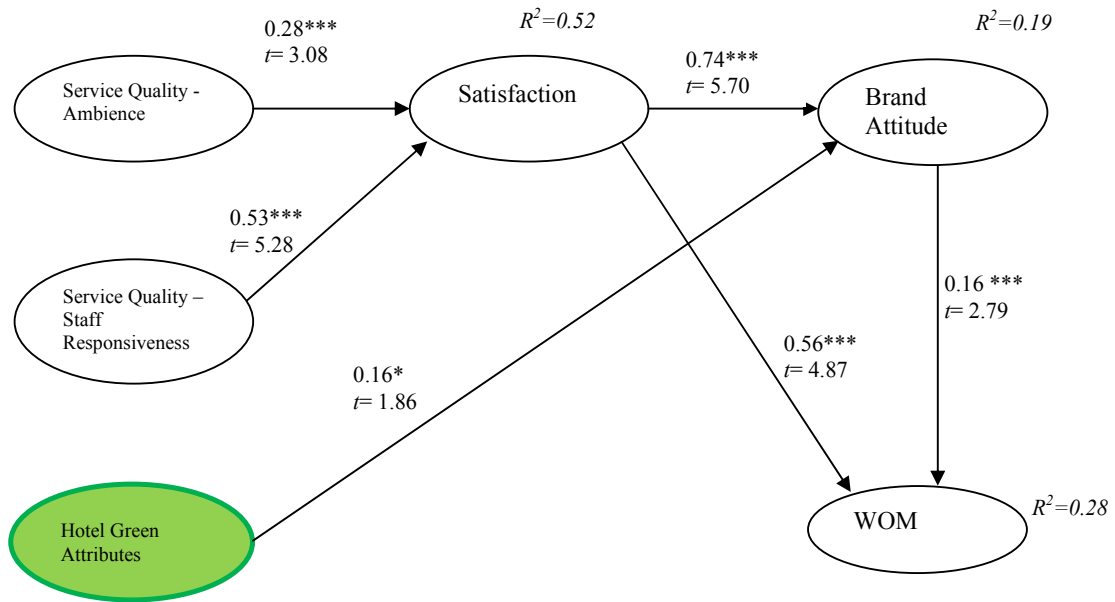 R²=0.52
R²=0.19
0.28***
t= 3.08
0.74***
t= 5.70
Service Quality -
Ambience
Satisfaction
Brand
Attitude
0.53***
t= 5.28
Service Quality –
Staff
Responsiveness
0.16 ***
t= 2.79
0.56***
t= 4.87
0.16*
t= 1.86
Hotel Green
Attributes
WOM
R²=0.28